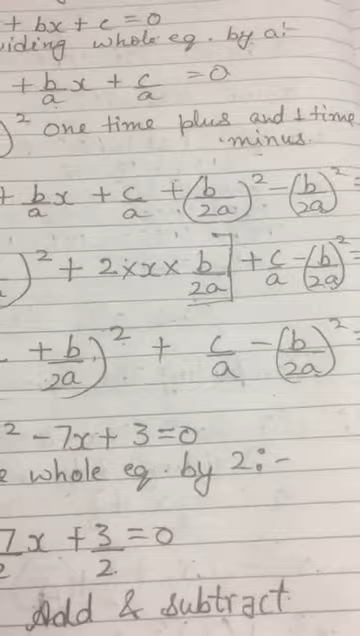 + bx + c = 0
viding whole eq. by a:-
+ b/a x + c/a = 0
)² one time plus and 1 time
minus.
+ b/a x + c/a + (b/2a)² - (b/2a)² =
)² + 2 × x × b/2a] + c/a - (b/2a)² =
+ b/2a)² + c/a - (b/2a)² =
² - 7x + 3 = 0
e whole eq. by 2:-
7/2 x + 3/2 = 0
Add & subtract